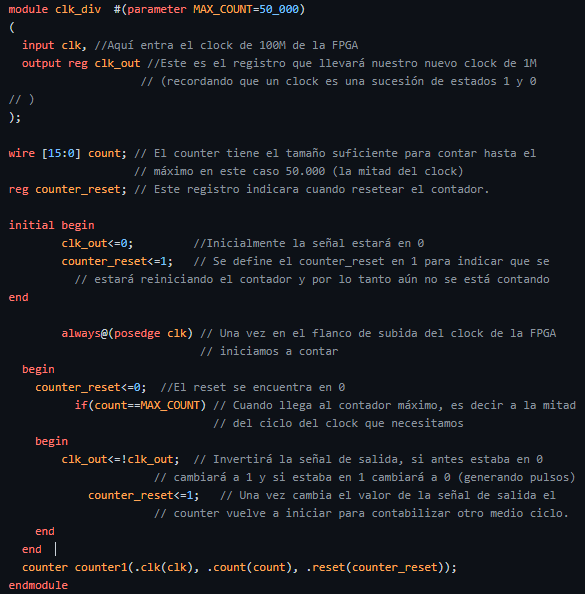 module clk_div  #(parameter MAX_COUNT=50_000)
(
  input clk, //Aquí entra el clock de 100M de la FPGA
  output reg clk_out //Este es el registro que llevará nuestro nuevo clock de 1M
                    // (recordando que un clock es una sucesión de estados 1 y 0
// )
);

wire [15:0] count; // El counter tiene el tamaño suficiente para contar hasta el
                   // máximo en este caso 50.000 (la mitad del clock)
reg counter_reset; // Este registro indicara cuando resetear el contador.

initial begin
        clk_out<=0;         //Inicialmente la señal estará en 0
        counter_reset<=1;   // Se define el counter_reset en 1 para indicar que se
          // estará reiniciando el contador y por lo tanto aún no se está contando
end

        always@(posedge clk) // Una vez en el flanco de subida del clock de la FPGA
                             // iniciamos a contar
  begin
    counter_reset<=0;  //El reset se encuentra en 0
          if(count==MAX_COUNT) // Cuando llega al contador máximo, es decir a la mitad
                               // del ciclo del clock que necesitamos
    begin
        clk_out<=!clk_out;  // Invertirá la señal de salida, si antes estaba en 0
                      // cambiará a 1 y si estaba en 1 cambiará a 0 (generando pulsos)
            counter_reset<=1;   // Una vez cambia el valor de la señal de salida el
                      // counter vuelve a iniciar para contabilizar otro medio ciclo.
    end
  end
  counter counter1(.clk(clk), .count(count), .reset(counter_reset));
endmodule